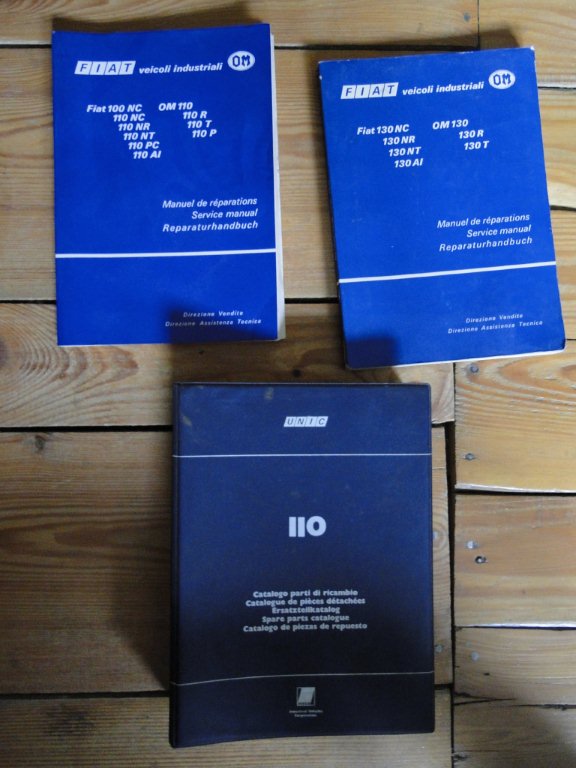 FIAT veicoli industriali OM
Fiat 100 NC OM 110
110 NC 110 R
110 NR 110 T
110 NT 110 P
110 PC
110 AI
Manuel de réparations
Service manual
Reparaturhandbuch
Direzione Vendite
Direzione Assistenza Tecnica
FIAT veicoli industriali OM
Fiat 130 NC OM 130
130 NR 130 R
130 NT 130 T
130 AI
Manuel de réparations
Service manual
Reparaturhandbuch
Direzione Vendite
Direzione Assistenza Tecnica
UNIC
110
Catalogo parti di ricambio
Catalogue de pièces détachées
Ersatzteilkatalog
Spare parts catalogue
Catalogo de piezas de repuesto
Industrial Vehicles
Corporation